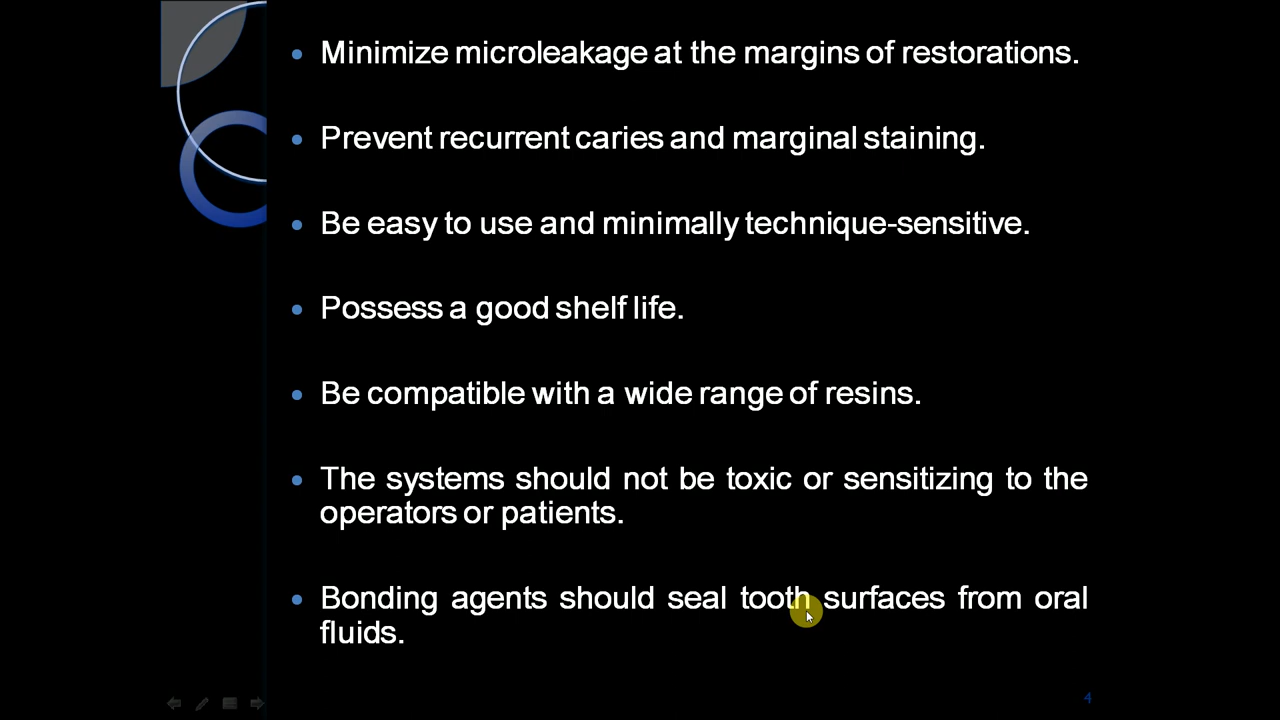 • Minimize microleakage at the margins of restorations.
• Prevent recurrent caries and marginal staining.
• Be easy to use and minimally technique-sensitive.
• Possess a good shelf life.
• Be compatible with a wide range of resins.
• The systems should not be toxic or sensitizing to the
operators or patients.
• Bonding agents should seal tooth surfaces from oral
fluids.
4